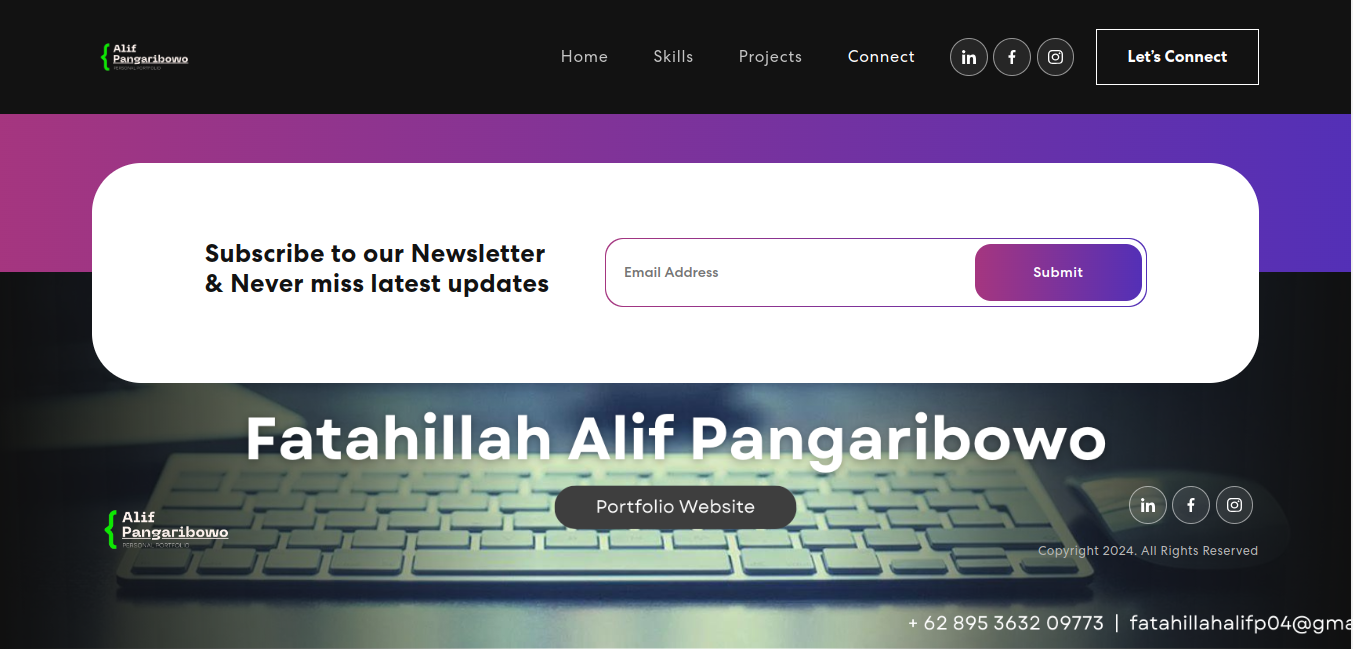 Alif
Pangaribowo
PERSONAL PORTFOLIO
Home Skills Projects Connect Let's Connect
Subscribe to our Newsletter
& Never miss latest updates
Email Address Submit
Fatahillah Alif Pangaribowo
Portfolio Website
Alif
Pangaribowo
PERSONAL PORTFOLIO
Copyright 2024. All Rights Reserved
+ 62 895 3632 09773 | fatahillahalifp04@gma